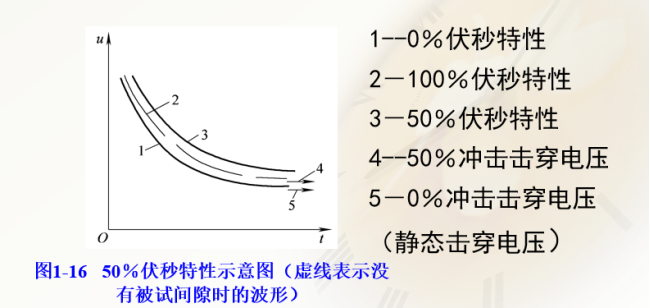 u
2
3
1
4
5
O
t
1--0%伏秒特性
2－100%伏秒特性
3－50%伏秒特性
4--50%冲击击穿电压
5－0%冲击击穿电压
（静态击穿电压）
图1-16 50%伏秒特性示意图（虚线表示没
有被试间隙时的波形）